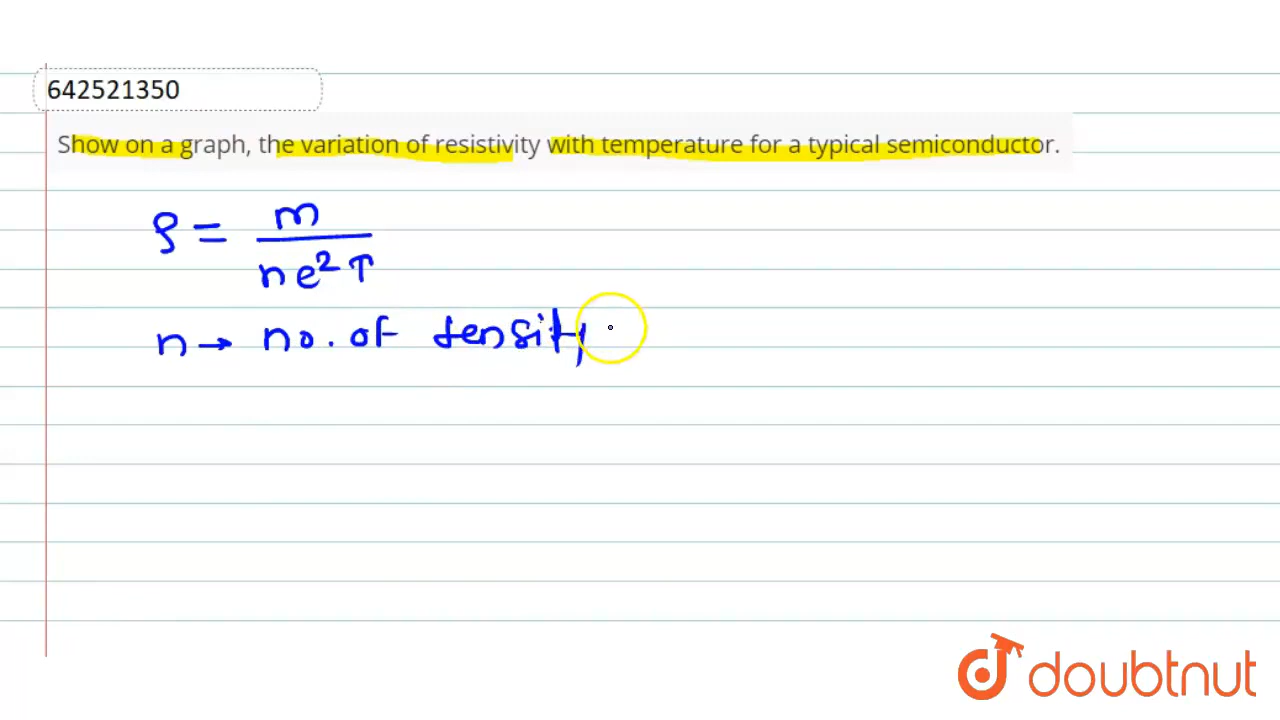 642521350
Show on a graph, the variation of resistivity with temperature for a typical semiconductor.
ρ = m / ne²τ
n → no. of density
doubtnut